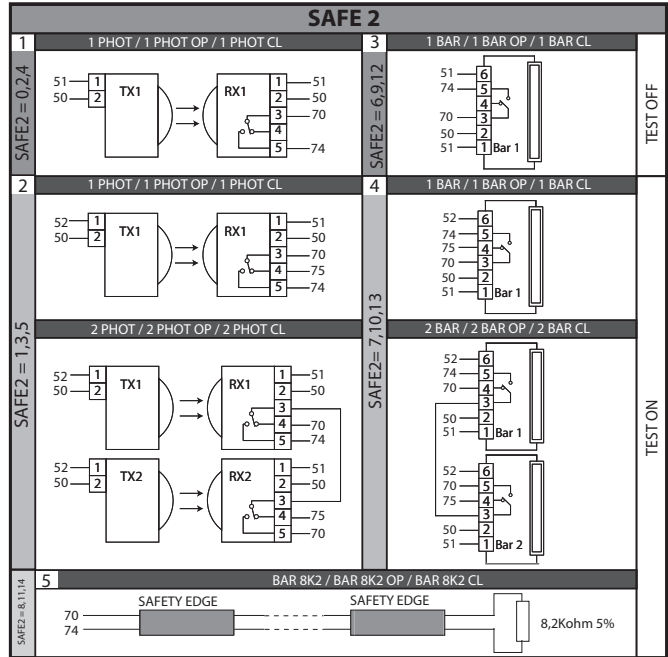 SAFE 2
1
1 PHOT / 1 PHOT OP / 1 PHOT CL
SAFE2 = 0,2,4
51 1
50 2
TX1
RX1
1 51
2 50
3 70
4
5 74
3
1 BAR / 1 BAR OP / 1 BAR CL
SAFE2 = 6,9,12
51 6
74 5
4
70 3
50 2
51 1 Bar 1
TEST OFF
2
1 PHOT / 1 PHOT OP / 1 PHOT CL
SAFE2 = 1,3,5
52 1
50 2
TX1
RX1
1 51
2 50
3 70
4 75
5 74
2 PHOT / 2 PHOT OP / 2 PHOT CL
52 1
50 2
TX1
RX1
1 51
2 50
3
4 70
5 74
52 1
50 2
TX2
RX2
1 51
2 50
3
4 75
5 70
4
1 BAR / 1 BAR OP / 1 BAR CL
SAFE2= 7,10,13
52 6
74 5
75 4
70 3
50 2
51 1 Bar 1
2 BAR / 2 BAR OP / 2 BAR CL
52 6
74 5
70 4
3
50 2
51 1 Bar 1
52 6
70 5
75 4
3
50 2
51 1 Bar 2
TEST ON
5
BAR 8K2 / BAR 8K2 OP / BAR 8K2 CL
SAFE2 = 8,11,14
70
74
SAFETY EDGE
SAFETY EDGE
8,2Kohm 5%